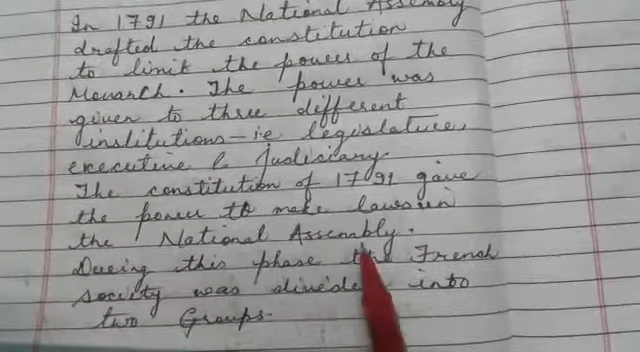 In 1791 the National Assembly
drafted the constitution
to limit the power of the
Monarch. The power was
given to three different
institutions - ie legislature,
executive & Judiciary.
The constitution of 1791 gave
the power to make laws in
the National Assembly.
During this phase the French
society was divided into
two Groups.